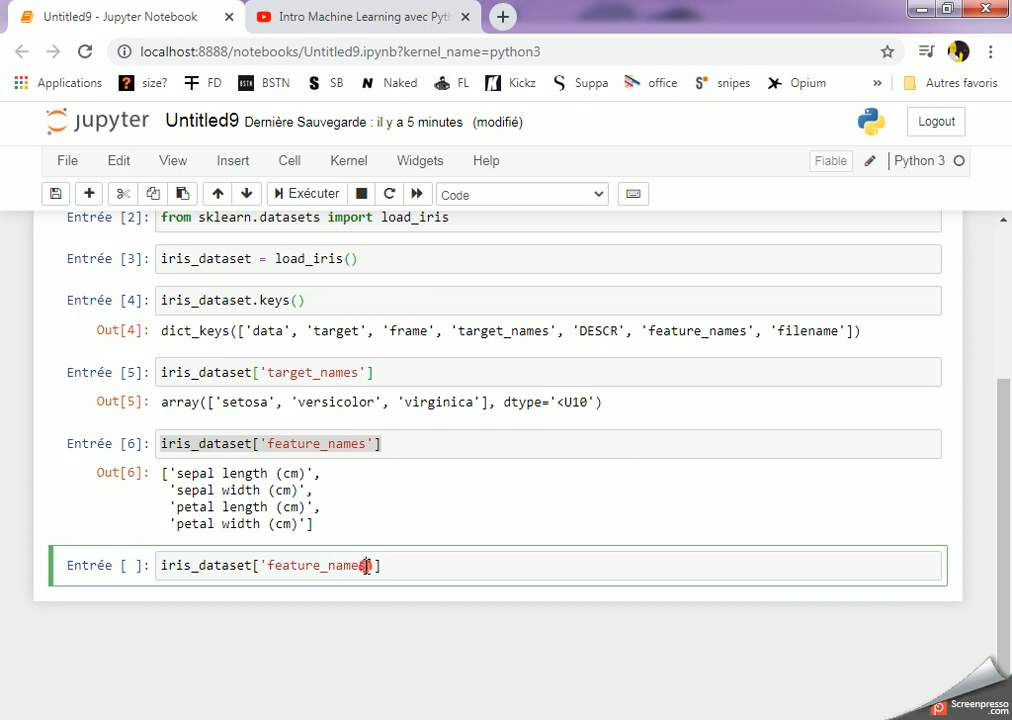 Untitled9 - Jupyter Notebook
Intro Machine Learning avec Pyth
localhost:8888/notebooks/Untitled9.ipynb?kernel_name=python3
Applications
size?
FD
BSTN
BSTN
SB
Naked
FL
Kickz
Suppa
office
snipes
Opium
»
Autres favoris
jupyter
Untitled9
Dernière Sauvegarde : il y a 5 minutes
(modifié)
Logout
File
Edit
View
Insert
Cell
Kernel
Widgets
Help
Fiable
Python 3
Exécuter
Code
Entrée [2]: from sklearn.datasets import load_iris
Entrée [3]: iris_dataset = load_iris()
Entrée [4]: iris_dataset.keys()
Out[4]: dict_keys(['data', 'target', 'frame', 'target_names', 'DESCR', 'feature_names', 'filename'])
Entrée [5]: iris_dataset['target_names']
Out[5]: array(['setosa', 'versicolor', 'virginica'], dtype='<U10')
Entrée [6]: iris_dataset['feature_names']
Out[6]: ['sepal length (cm)',
'sepal width (cm)',
'petal length (cm)',
'petal width (cm)']
Entrée [ ]: iris_dataset['feature_names']
Screenpresso
.com